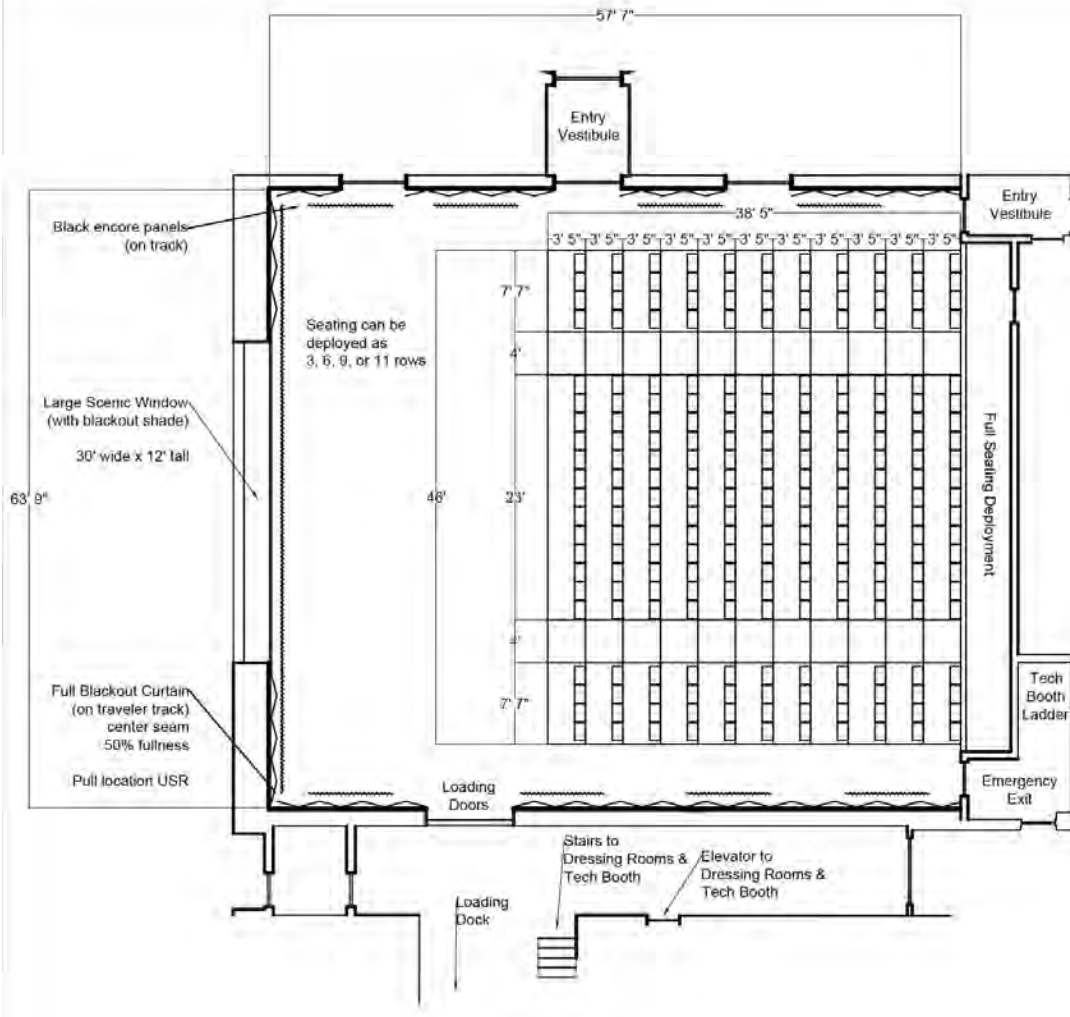 57' 7"
Entry
Vestibule
Entry
Vestibule
Black encore panels
(on track)
38' 5"
3' 5" 3' 5" 3' 5" 3' 5" 3' 5" 3' 5" 3' 5" 3' 5" 3' 5" 3' 5" 3' 5"
7' 7"
Seating can be
deployed as
3, 6, 9, or 11 rows
4'
Large Scenic Window
(with blackout shade)
30' wide x 12' tall
Full Seating Deployment
63' 9"
46'
23'
4'
Full Blackout Curtain
(on traveler track)
center seam
50% fullness
Pull location USR
7' 7"
Tech
Booth
Ladder
Loading
Doors
Emergency
Exit
Stairs to
Dressing Rooms &
Tech Booth
Elevator to
Dressing Rooms &
Tech Booth
Loading
Dock